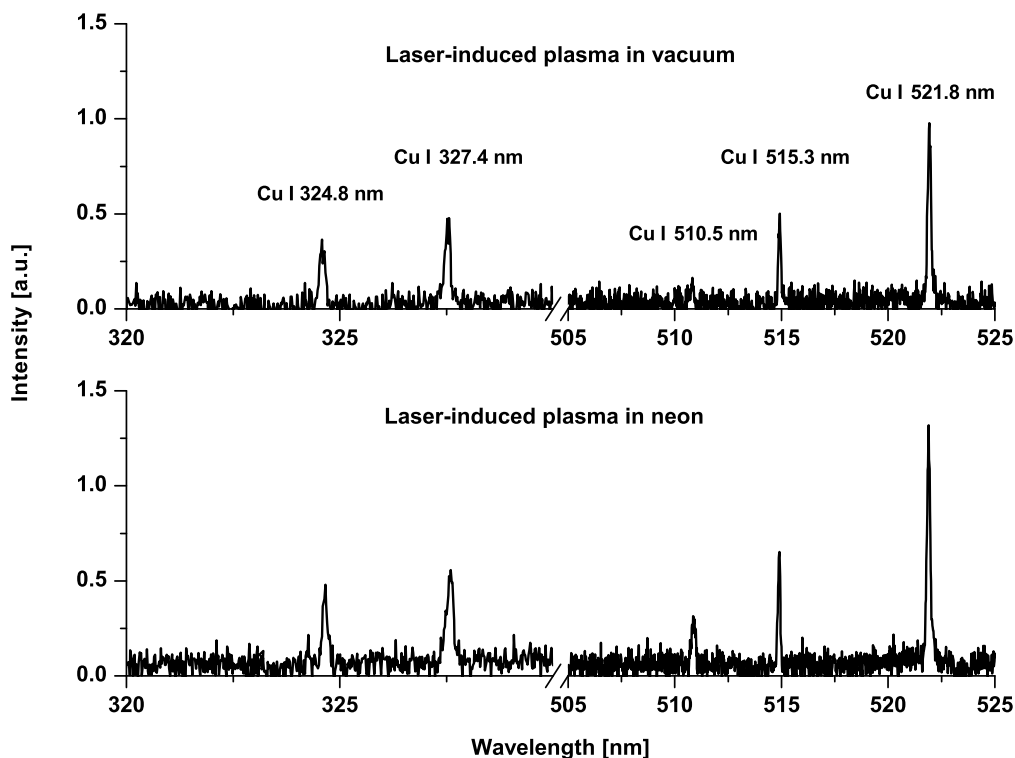 Laser-induced plasma in vacuum
Cu I 521.8 nm
Cu I 327.4 nm
Cu I 515.3 nm
Cu I 324.8 nm
Cu I 510.5 nm
1.5
1.0
0.5
0.0
320
325
505
510
515
520
525
Intensity [a.u.]
Laser-induced plasma in neon
1.5
1.0
0.5
0.0
320
325
505
510
515
520
525
Wavelength [nm]